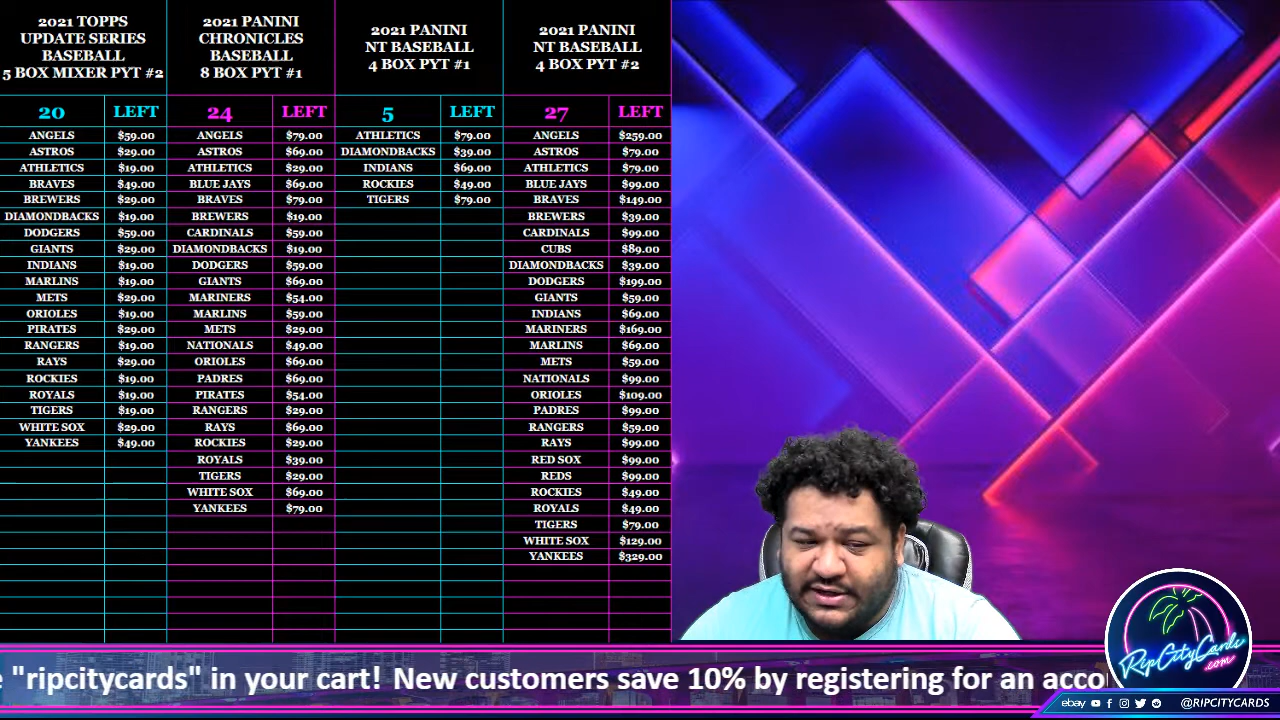 2021 TOPPS
UPDATE SERIES
BASEBALL
5 BOX MIXER PYT #2
20 LEFT
ANGELS $59.00
ASTROS $29.00
ATHLETICS $19.00
BRAVES $49.00
BREWERS $29.00
DIAMONDBACKS $19.00
DODGERS $59.00
GIANTS $29.00
INDIANS $19.00
MARLINS $19.00
METS $29.00
ORIOLES $19.00
PIRATES $29.00
RANGERS $19.00
RAYS $29.00
ROCKIES $19.00
ROYALS $19.00
TIGERS $19.00
WHITE SOX $29.00
YANKEES $49.00
2021 PANINI
CHRONICLES
BASEBALL
8 BOX PYT #1
24 LEFT
ANGELS $79.00
ASTROS $69.00
ATHLETICS $29.00
BLUE JAYS $69.00
BRAVES $79.00
BREWERS $19.00
CARDINALS $59.00
DIAMONDBACKS $19.00
DODGERS $59.00
GIANTS $69.00
MARINERS $54.00
MARLINS $59.00
METS $29.00
NATIONALS $49.00
ORIOLES $69.00
PADRES $69.00
PIRATES $54.00
RANGERS $29.00
RAYS $69.00
ROCKIES $29.00
ROYALS $39.00
TIGERS $29.00
WHITE SOX $69.00
YANKEES $79.00
2021 PANINI
NT BASEBALL
4 BOX PYT #1
5 LEFT
ATHLETICS $79.00
DIAMONDBACKS $39.00
INDIANS $69.00
ROCKIES $49.00
TIGERS $79.00
2021 PANINI
NT BASEBALL
4 BOX PYT #2
27 LEFT
ANGELS $259.00
ASTROS $79.00
ATHLETICS $79.00
BLUE JAYS $99.00
BRAVES $149.00
BREWERS $39.00
CARDINALS $99.00
CUBS $89.00
DIAMONDBACKS $39.00
DODGERS $199.00
GIANTS $59.00
INDIANS $69.00
MARINERS $169.00
MARLINS $69.00
METS $59.00
NATIONALS $99.00
ORIOLES $109.00
PADRES $99.00
RANGERS $59.00
RAYS $99.00
RED SOX $99.00
REDS $99.00
ROCKIES $49.00
ROYALS $49.00
TIGERS $79.00
WHITE SOX $129.00
YANKEES $329.00
e "ripcitycards" in your cart! New customers save 10% by registering for an acco
RipCityCards
.com
ebay @RIPCITYCARDS